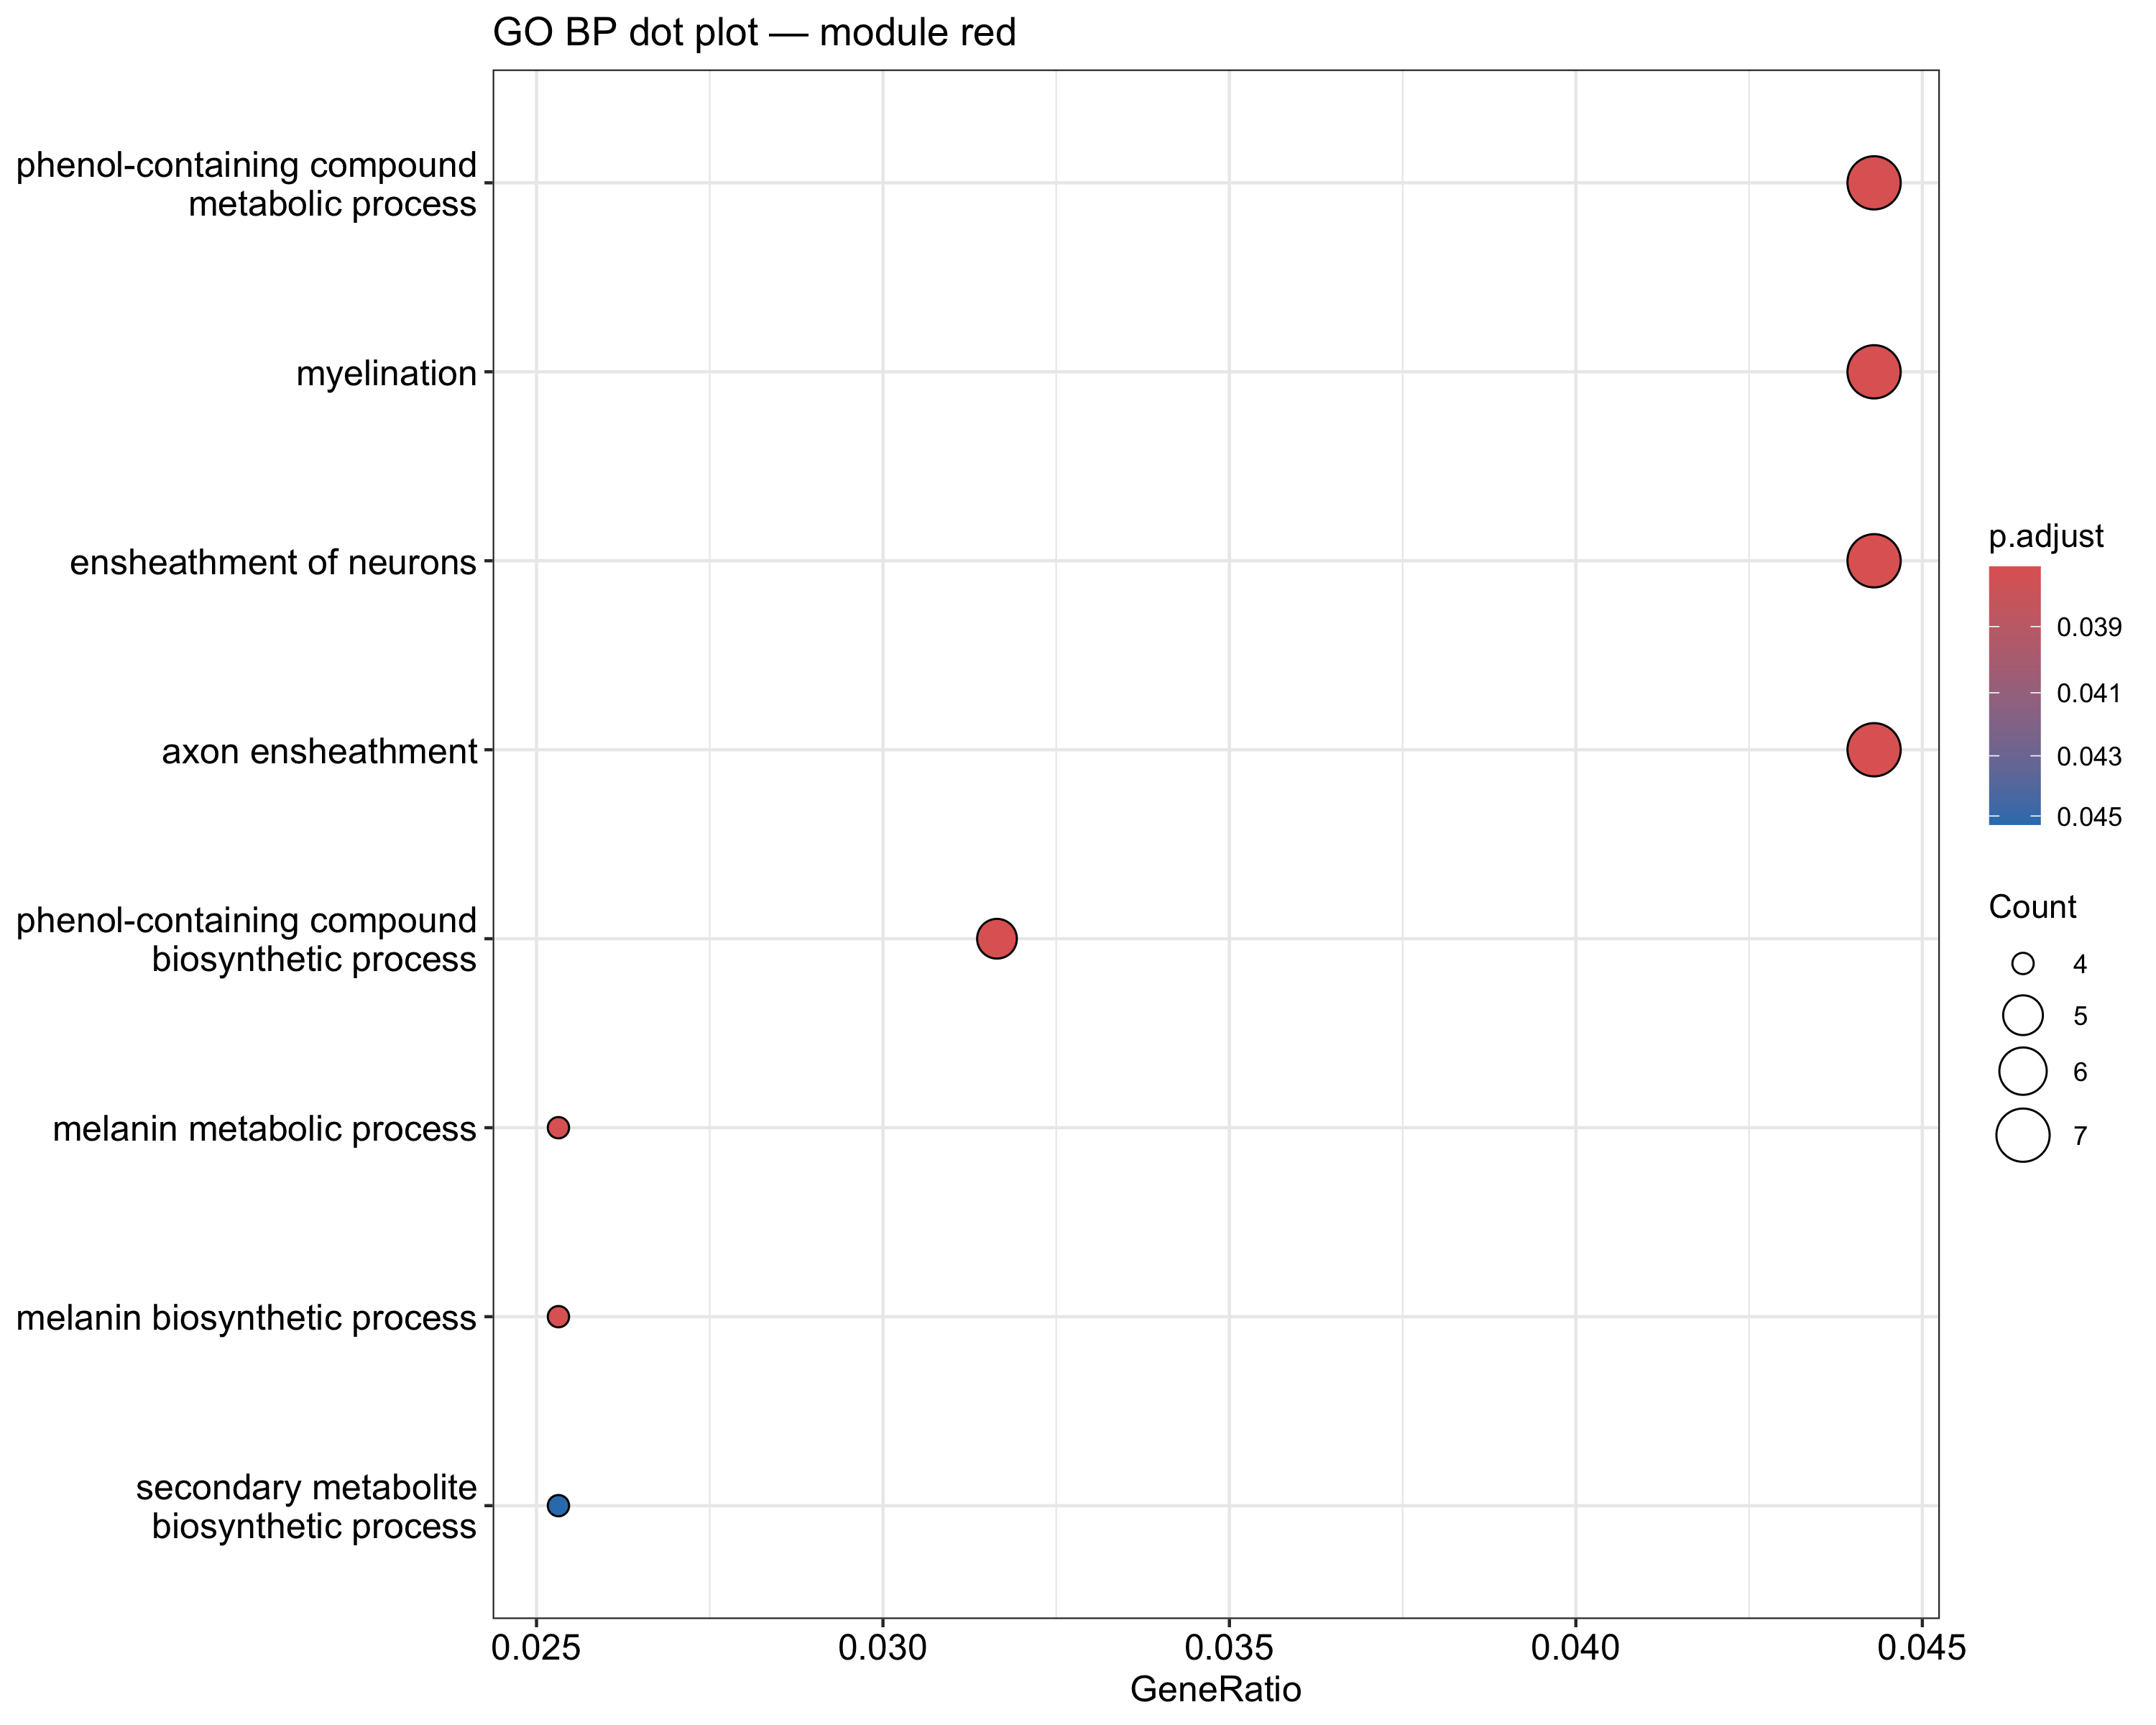 GO BP dot plot — module red
phenol-containing compound
metabolic process
myelination
ensheathment of neurons
axon ensheathment
phenol-containing compound
biosynthetic process
melanin metabolic process
melanin biosynthetic process
secondary metabolite
biosynthetic process
0.025
0.030
0.035
0.040
0.045
GeneRatio
p.adjust
0.039
0.041
0.043
0.045
Count
4
5
6
7